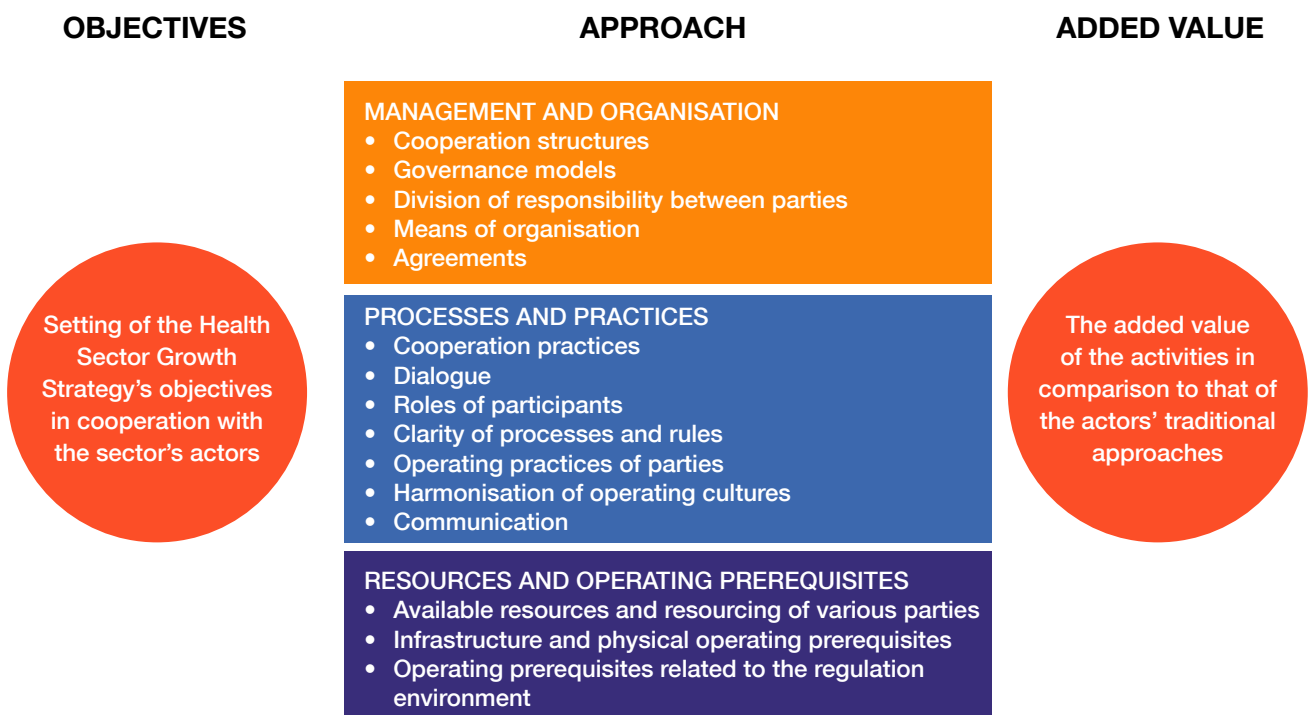 OBJECTIVES
APPROACH
ADDED VALUE
Setting of the Health
Sector Growth
Strategy’s objectives
in cooperation with
the sector’s actors
MANAGEMENT AND ORGANISATION
• Cooperation structures
• Governance models
• Division of responsibility between parties
• Means of organisation
• Agreements
PROCESSES AND PRACTICES
• Cooperation practices
• Dialogue
• Roles of participants
• Clarity of processes and rules
• Operating practices of parties
• Harmonisation of operating cultures
• Communication
RESOURCES AND OPERATING PREREQUISITES
• Available resources and resourcing of various parties
• Infrastructure and physical operating prerequisites
• Operating prerequisites related to the regulation
environment
The added value
of the activities in
comparison to that of
the actors’ traditional
approaches